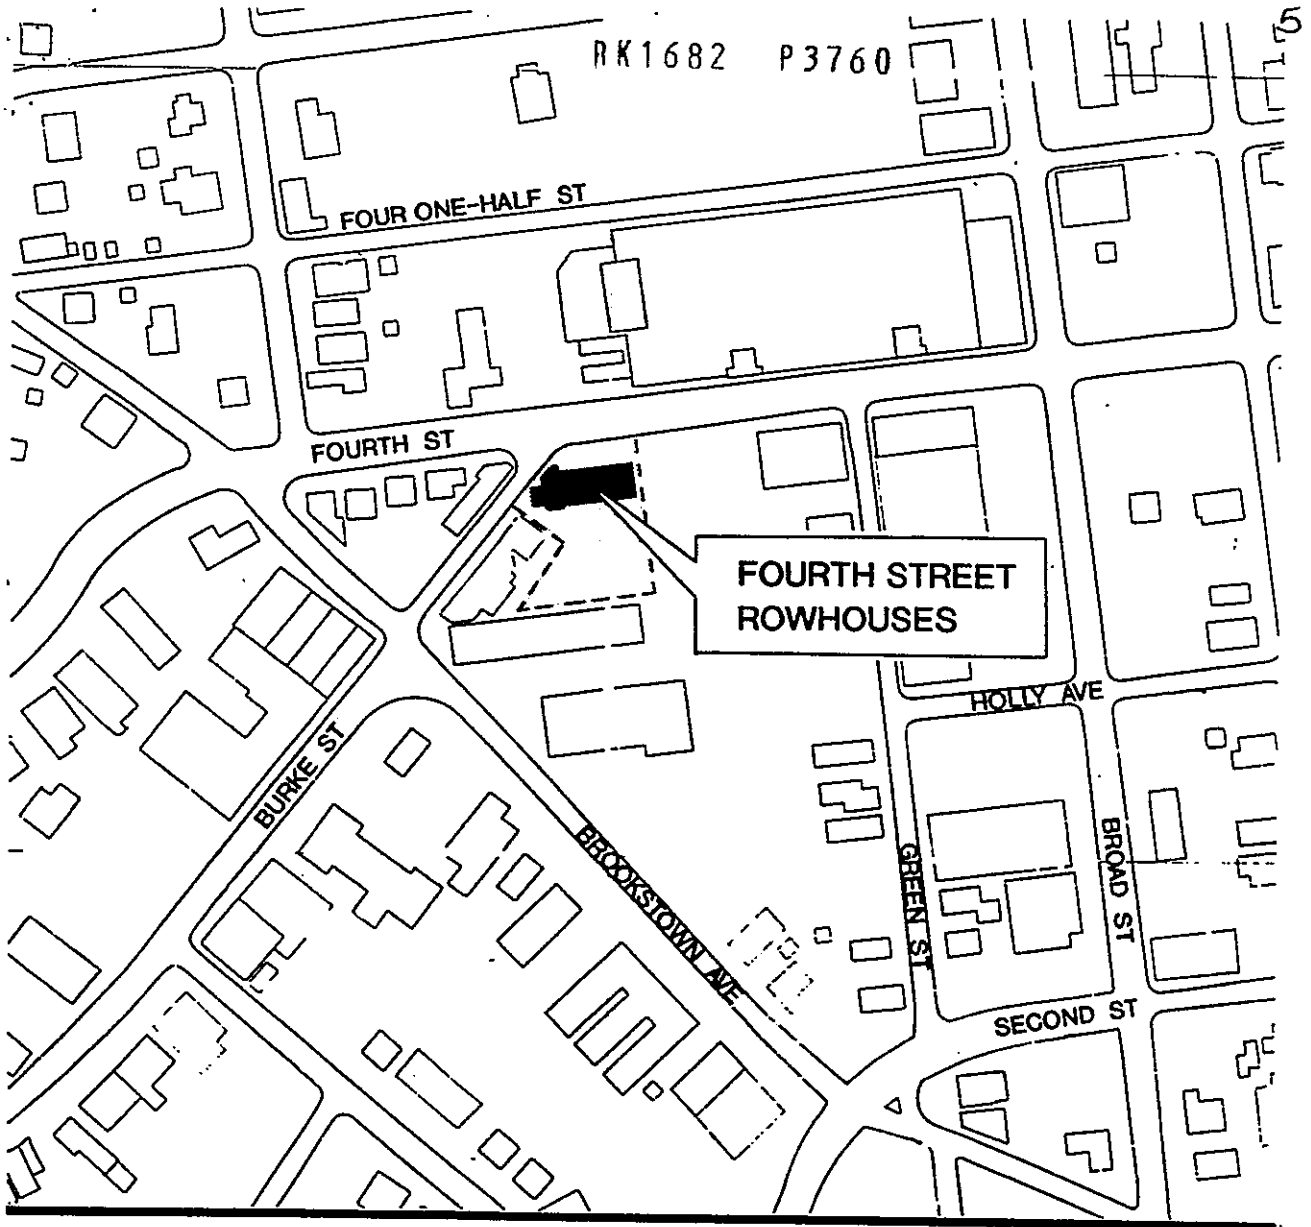 5
RK1682 P3760
FOUR ONE-HALF ST
FOURTH ST
FOURTH STREET
ROWHOUSES
HOLLY AVE
BURKE ST
BROOKSTOWN AVE
GREEN ST
BROAD ST
SECOND ST